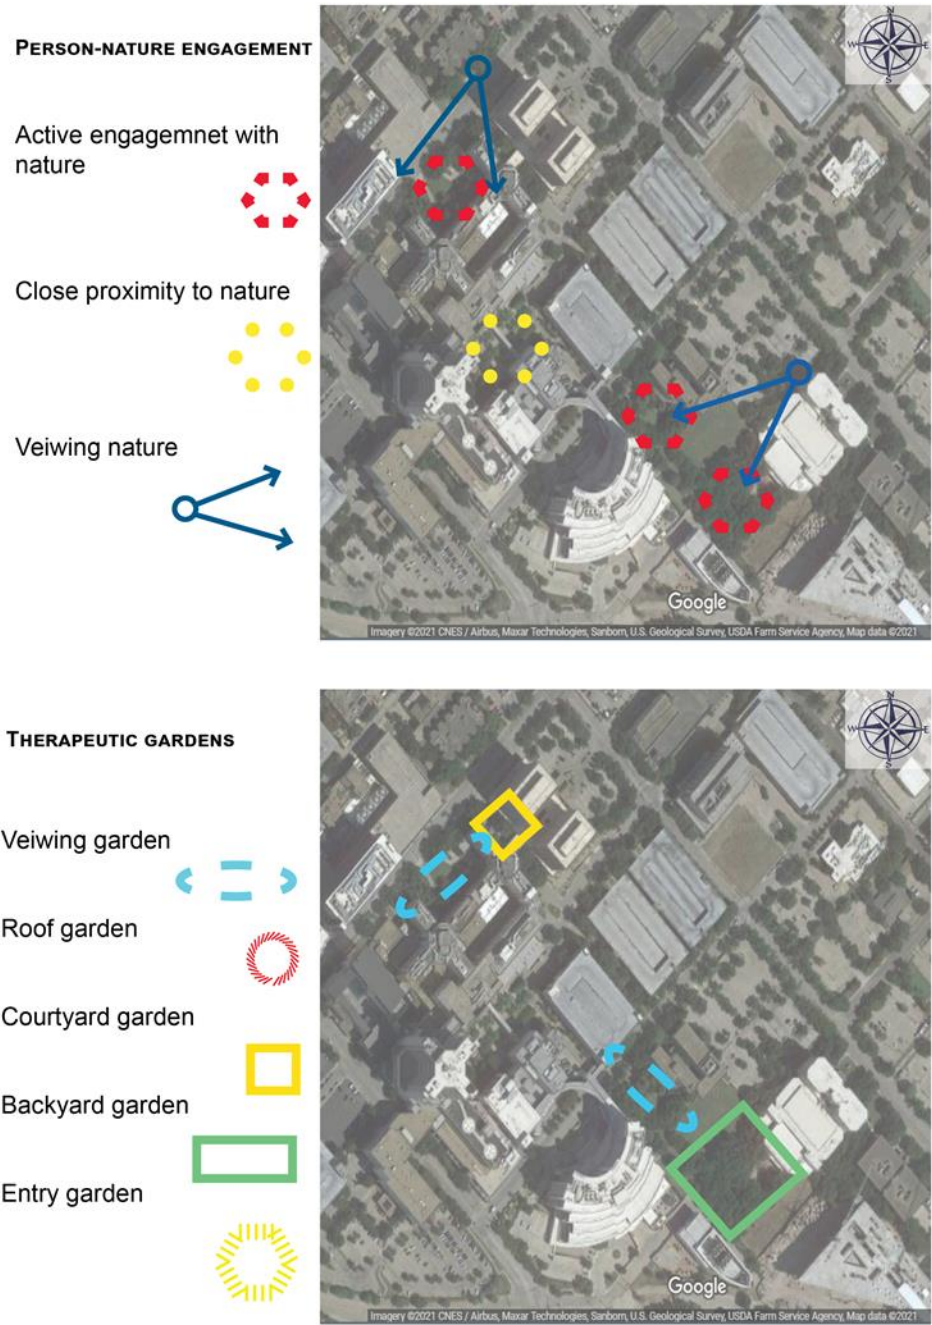 PERSON-NATURE ENGAGEMENT
Active engagemnet with
nature
Close proximity to nature
Veiwing nature
N
W E
S
Google
Imagery ©2021 CNES / Airbus, Maxar Technologies, Sanborn, U.S. Geological Survey, USDA Farm Service Agency, Map data ©2021
THERAPEUTIC GARDENS
Veiwing garden
Roof garden
Courtyard garden
Backyard garden
Entry garden
N
W E
S
Google
Imagery ©2021 CNES / Airbus, Maxar Technologies, Sanborn, U.S. Geological Survey, USDA Farm Service Agency, Map data ©2021